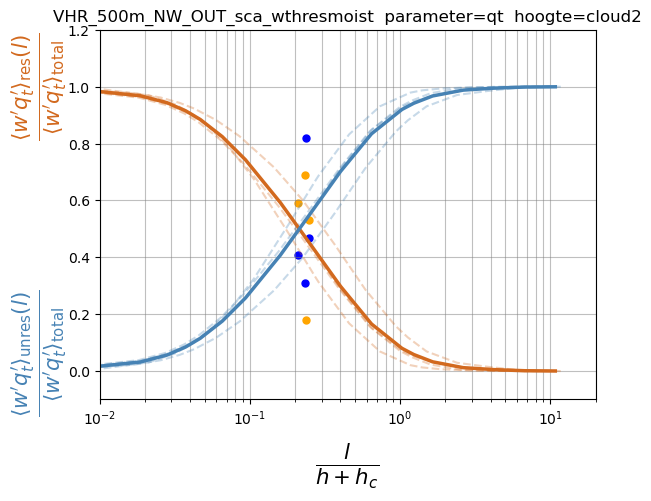 VHR_500m_NW_OUT_sca_wthresmoist  parameter=qt  hoogte=cloud2
⟨w′q′ₜ⟩res(l)
⟨w′q′ₜ⟩total
⟨w′q′ₜ⟩unres(l)
⟨w′q′ₜ⟩total
1.2
1.0
0.8
0.6
0.4
0.2
0.0
10⁻² 10⁻¹ 10⁰ 10¹
l
h + hc